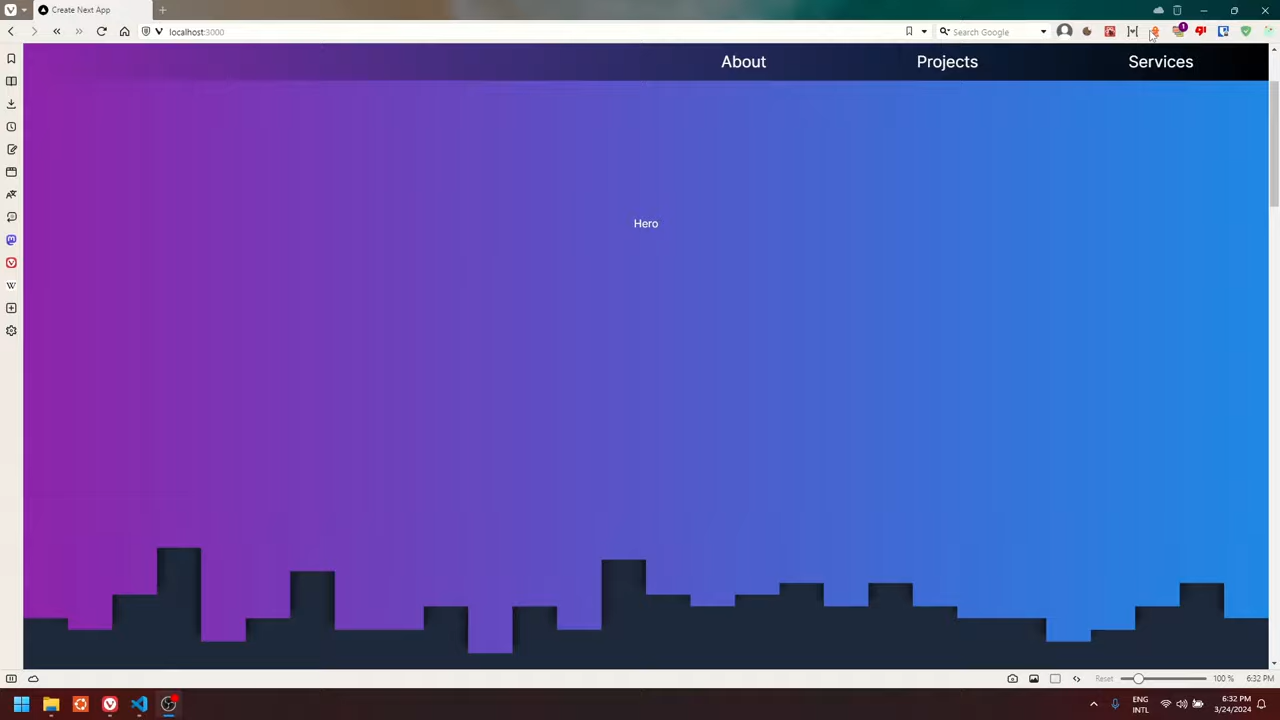 Create Next App
localhost:3000
Search Google
1
About
Projects
Services
Hero
Reset
100 %
6:32 PM
ENG
INTL
6:32 PM
3/24/2024